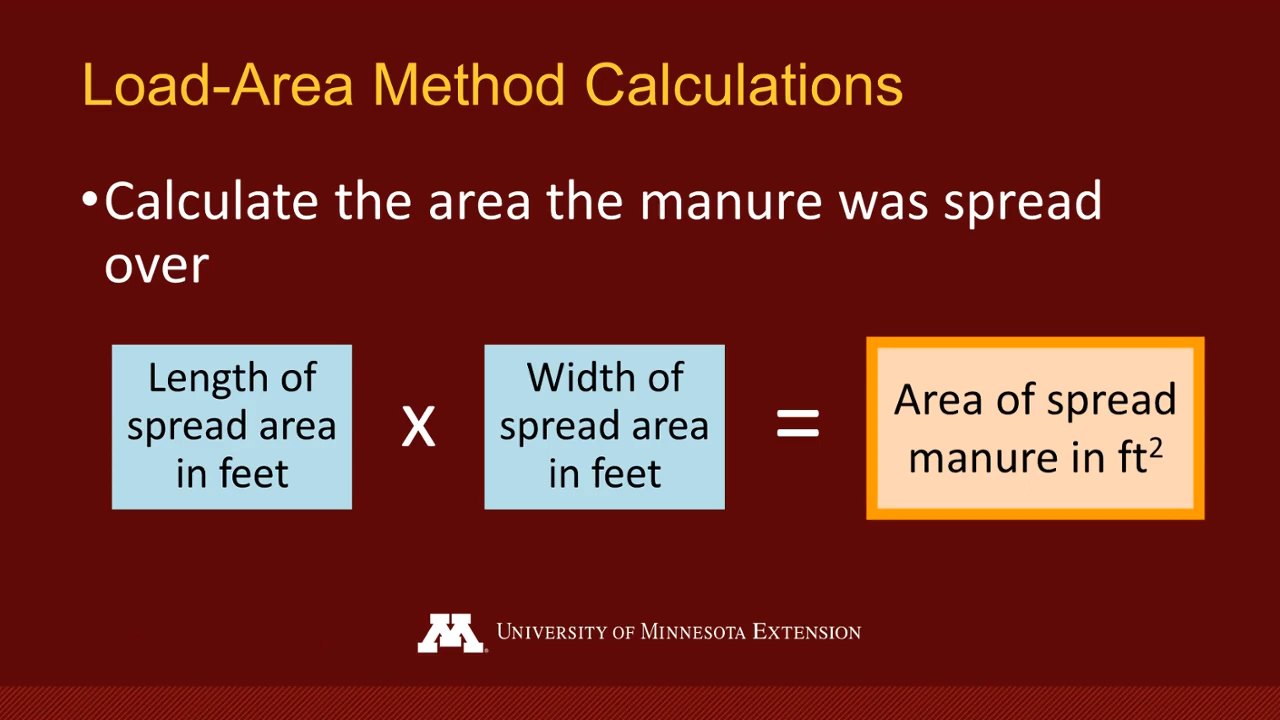 Load-Area Method Calculations
•Calculate the area the manure was spread
over
Length of
spread area
in feet
x
Width of
spread area
in feet
=
Area of spread
manure in ft²
M
UNIVERSITY OF MINNESOTA EXTENSION